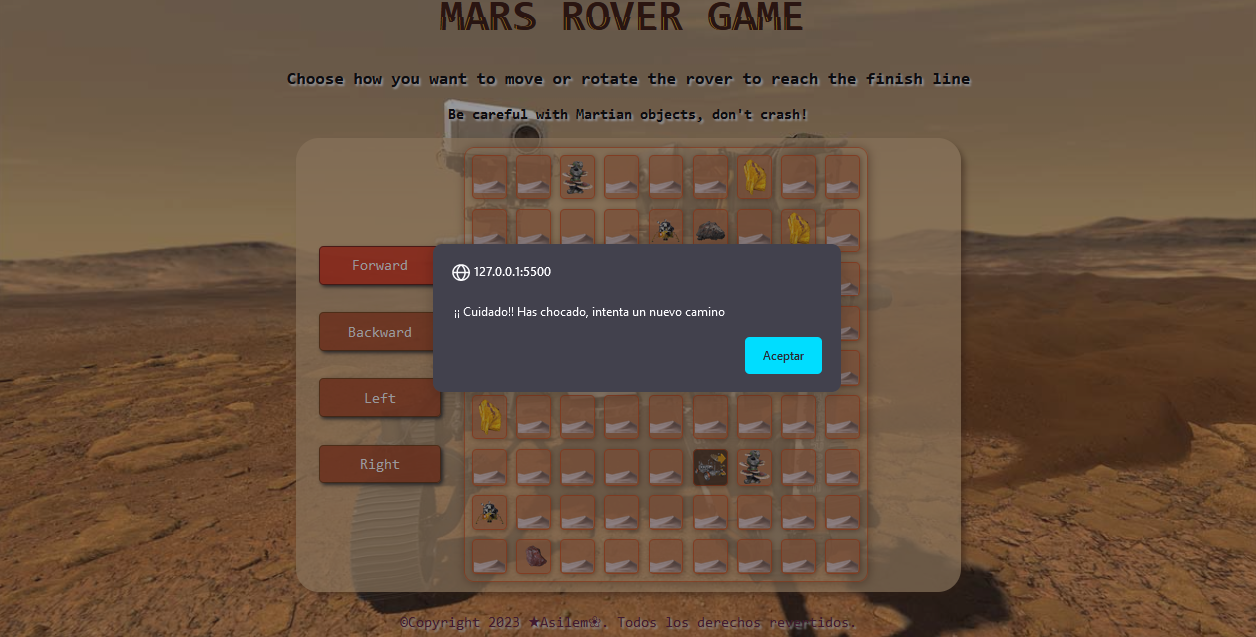 MARS ROVER GAME
Choose how you want to move or rotate the rover to reach the finish line
Be careful with Martian objects, don't crash!
Forward
127.0.0.1:5500
¡¡ Cuidado!! Has chocado, intenta un nuevo camino
Backward
Aceptar
Left
Right
©Copyright 2023 ★Asilem❀. Todos los derechos revertidos.